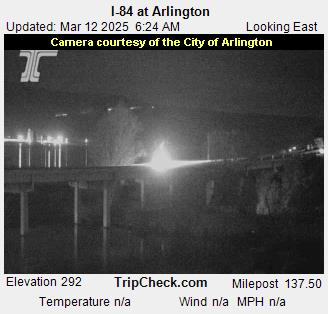 I-84 at Arlington
Updated: Mar 12 2025 6:24 AM Looking East
Camera courtesy of the City of Arlington
Elevation 292 TripCheck.com Milepost 137.50
Temperature n/a Wind n/a MPH n/a